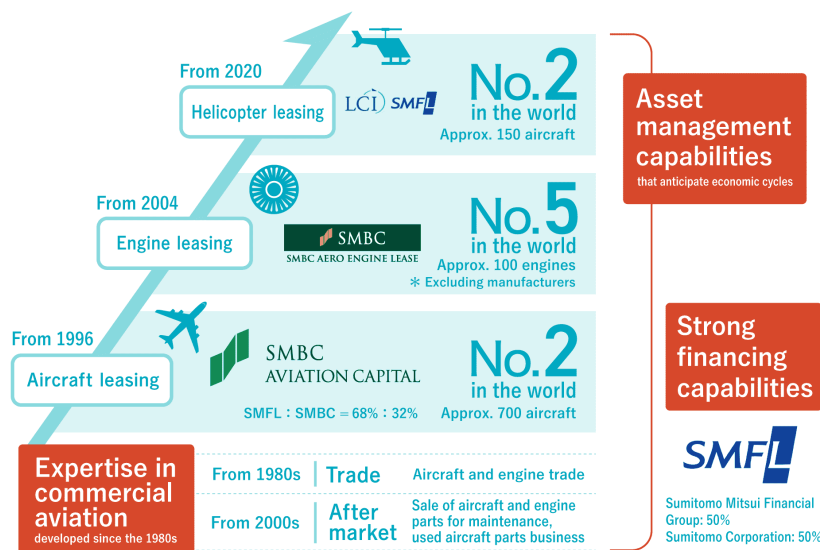 From 2020
Helicopter leasing
LCI SMFL
No.2
in the world
Approx. 150 aircraft
From 2004
Engine leasing
SMBC
SMBC AERO ENGINE LEASE
No.5
in the world
Approx. 100 engines
* Excluding manufacturers
From 1996
Aircraft leasing
SMBC
AVIATION CAPITAL
SMFL : SMBC = 68% : 32%
No.2
in the world
Approx. 700 aircraft
Expertise in
commercial
aviation
developed since the 1980s
From 1980s
Trade
Aircraft and engine trade
From 2000s
After
market
Sale of aircraft and engine
parts for maintenance,
used aircraft parts business
Asset
management
capabilities
that anticipate economic cycles
Strong
financing
capabilities
SMFL
Sumitomo Mitsui Financial
Group: 50%
Sumitomo Corporation: 50%